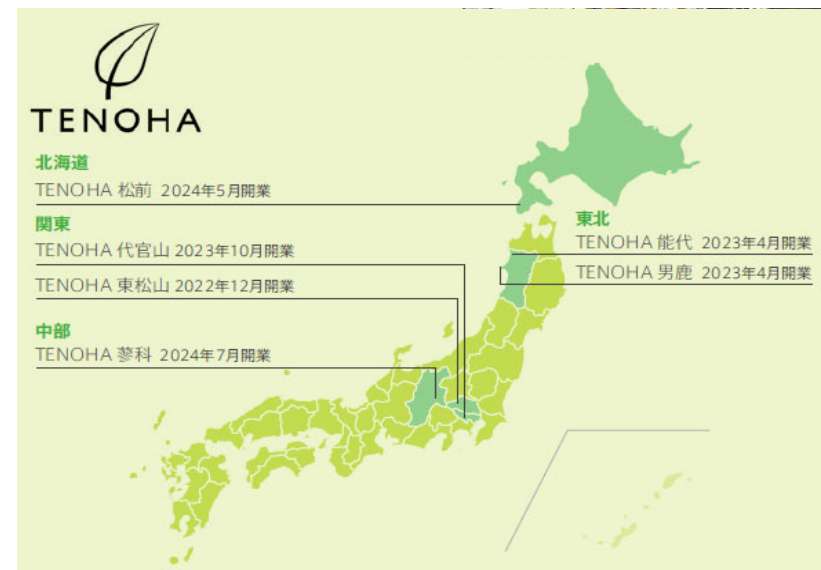 TENOHA
北海道
TENOHA 松前 2024年5月開業
関東
TENOHA 代官山 2023年10月開業
TENOHA 東松山 2022年12月開業
中部
TENOHA 蓼科 2024年7月開業
東北
TENOHA 能代 2023年4月開業
TENOHA 男鹿 2023年4月開業